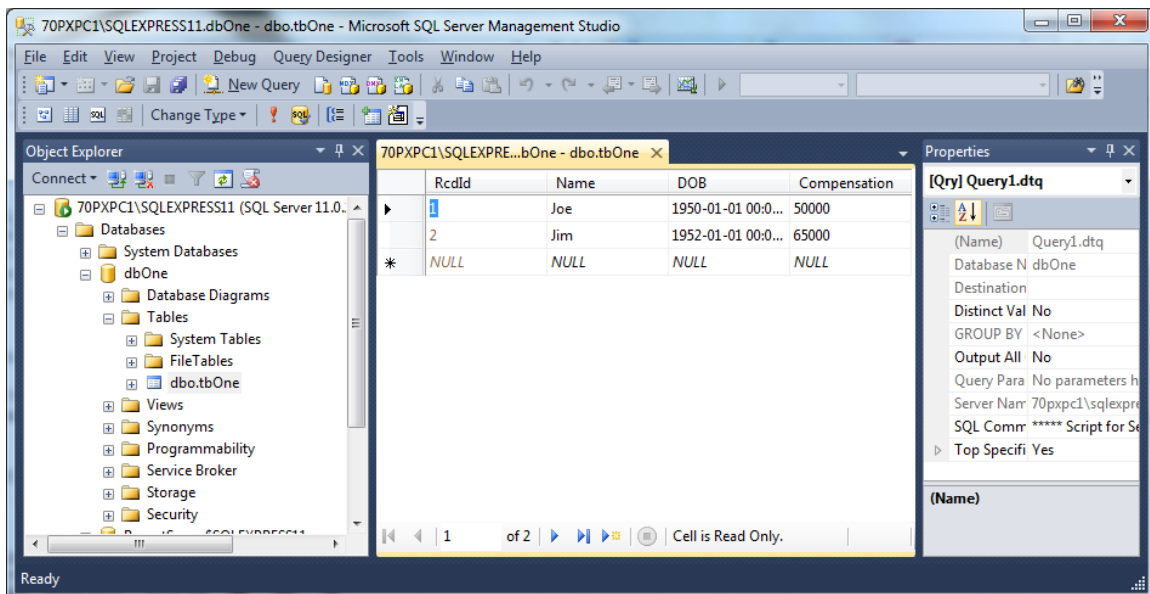 70PXPC1\SQLEXPRESS11.dbOne - dbo.tbOne - Microsoft SQL Server Management Studio
File Edit View Project Debug Query Designer Tools Window Help
New Query
Change Type
Object Explorer
Connect
70PXPC1\SQLEXPRESS11 (SQL Server 11.0.
Databases
System Databases
dbOne
Database Diagrams
Tables
System Tables
FileTables
dbo.tbOne
Views
Synonyms
Programmability
Service Broker
Storage
Security
70PXPC1\SQLEXPRE...bOne - dbo.tbOne
RcdId Name DOB Compensation
1 Joe 1950-01-01 00:0... 50000
2 Jim 1952-01-01 00:0... 65000
NULL NULL NULL NULL
1 of 2 Cell is Read Only.
Properties
[Qry] Query1.dtq
(Name) Query1.dtq
Database N dbOne
Destination
Distinct Val No
GROUP BY <None>
Output All No
Query Para No parameters h
Server Nam 70pxpc1\sqlexpre
SQL Comm ***** Script for Se
Top Specifi Yes
(Name)
Ready